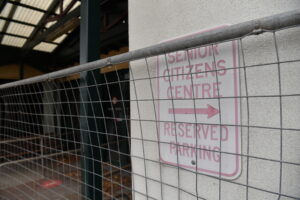 SENIOR
CITIZENS
CENTRE
RESERVED
PARKING